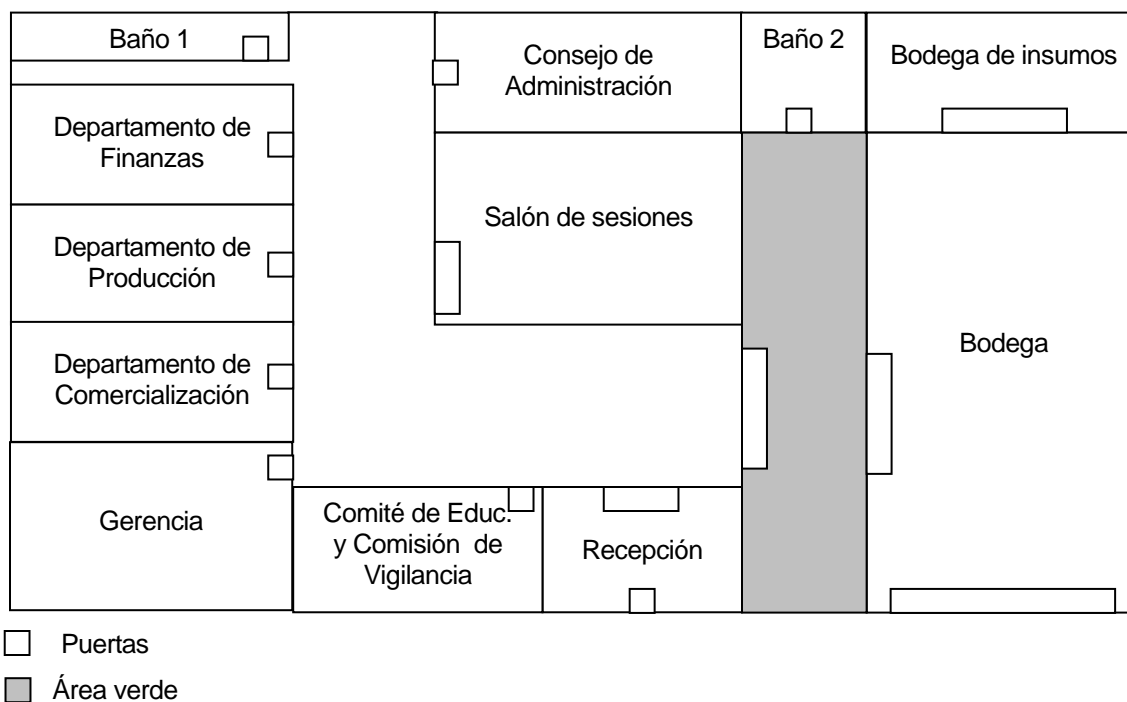 Baño 1
Consejo de
Administración
Baño 2
Bodega de insumos
Departamento de
Finanzas
Salón de sesiones
Departamento de
Producción
Departamento de
Comercialización
Bodega
Gerencia
Comité de Educ.
y Comisión de
Vigilancia
Recepción
Puertas
Área verde